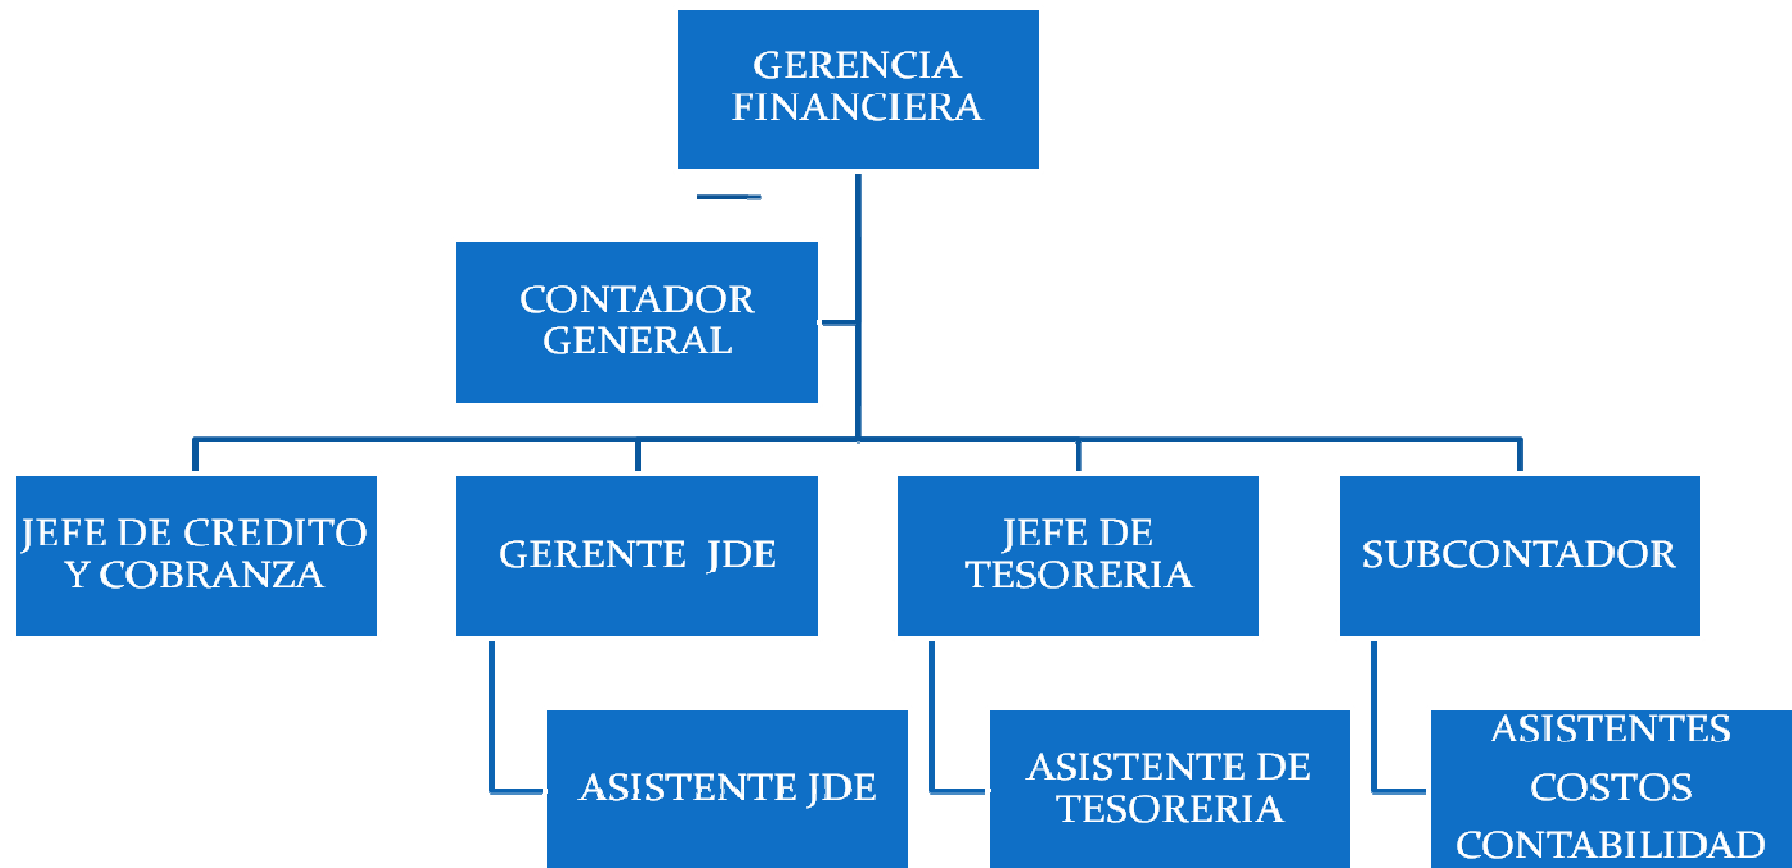 GERENCIA
FINANCIERA
CONTADOR
GENERAL
JEFE DE CREDITO
Y COBRANZA
GERENTE JDE
JEFE DE
TESORERIA
SUBCONTADOR
ASISTENTE JDE
ASISTENTE DE
TESORERIA
ASISTENTES
COSTOS
CONTABILIDAD